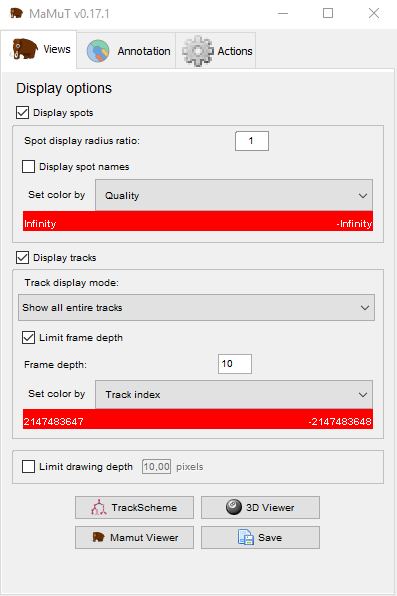 MaMuT v0.17.1
Views Annotation Actions
Display options
Display spots
Spot display radius ratio: 1
Display spot names
Set color by Quality
Infinity -Infinity
Display tracks
Track display mode:
Show all entire tracks
Limit frame depth
Frame depth: 10
Set color by Track index
2147483647 -2147483648
Limit drawing depth 10,00 pixels
TrackScheme 3D Viewer
Mamut Viewer Save